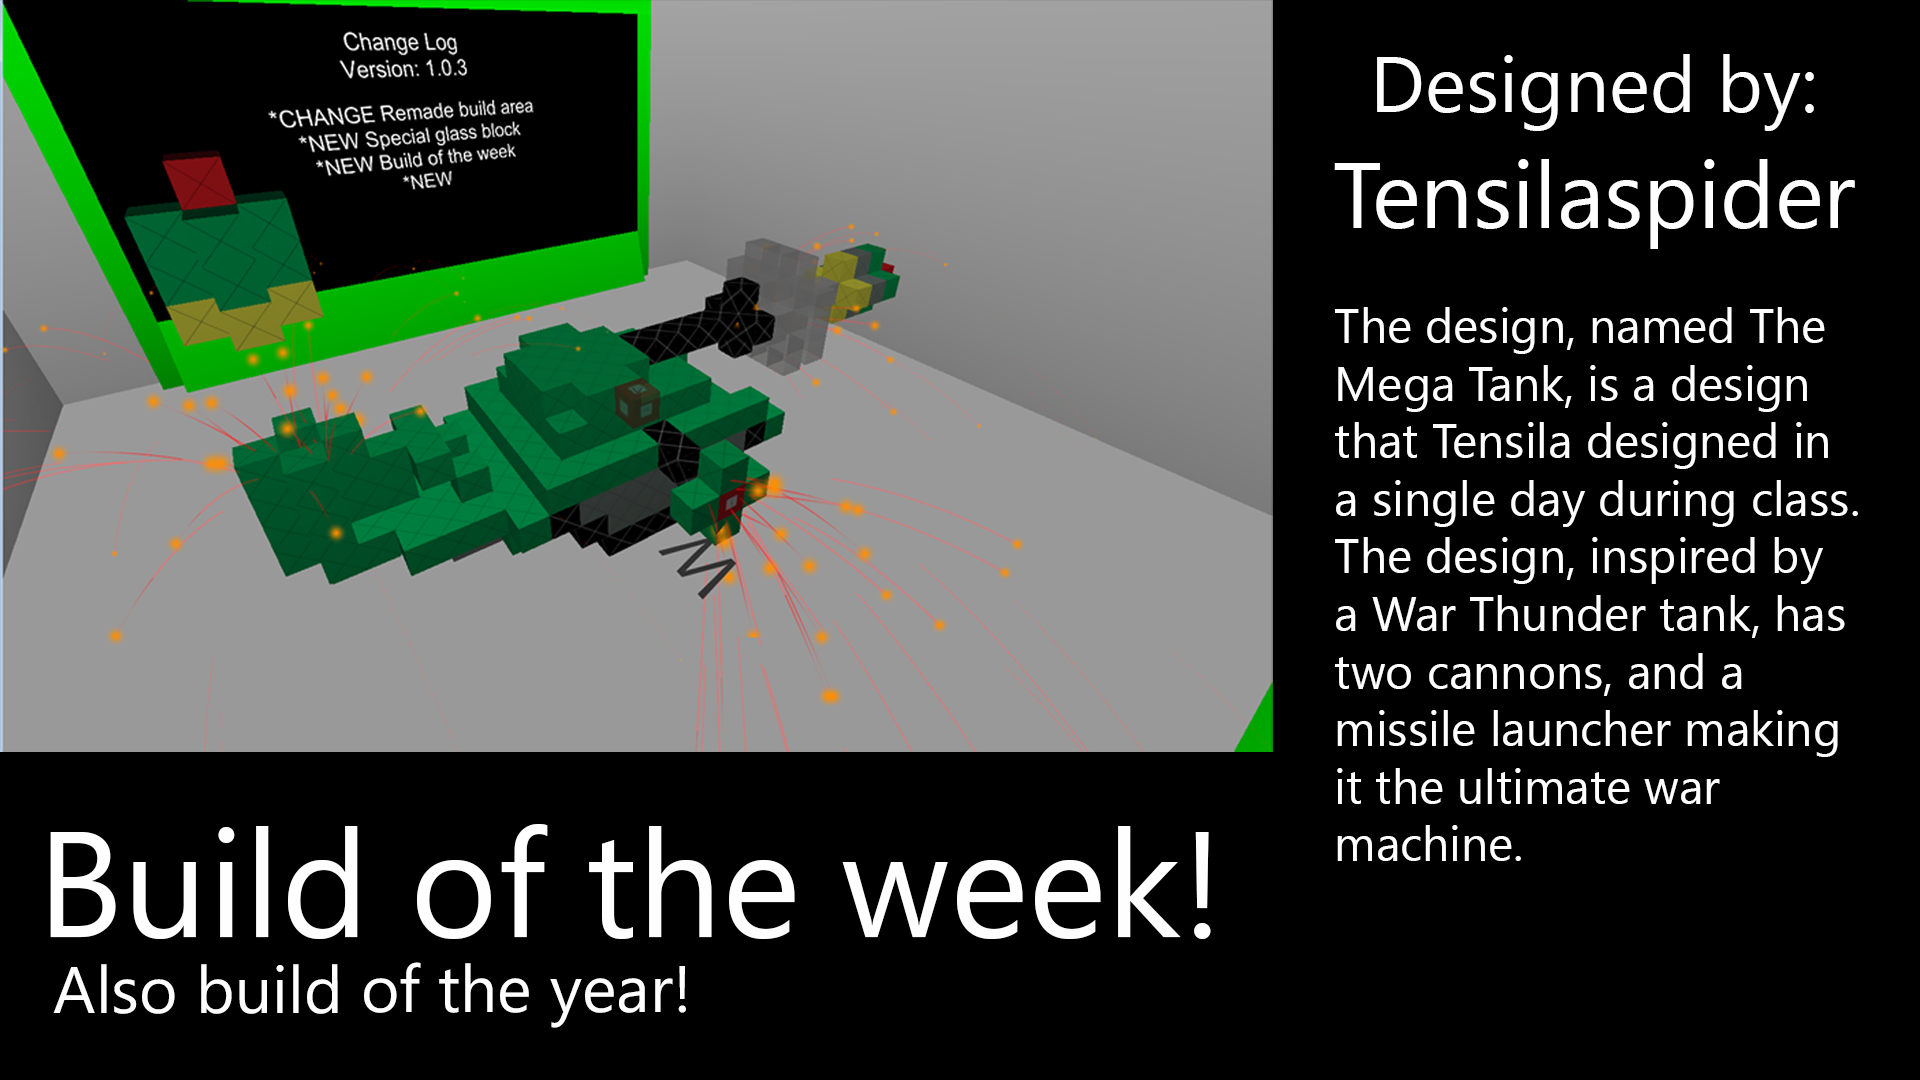 Change Log
Version: 1.0.3
*CHANGE Remade build area
*NEW Special glass block
*NEW Build of the week
*NEW
Designed by:
Tensilaspider
The design, named The
Mega Tank, is a design
that Tensila designed in
a single day during class.
The design, inspired by
a War Thunder tank, has
two cannons, and a
missile launcher making
it the ultimate war
machine.
M
Build of the week!
Also build of the year!